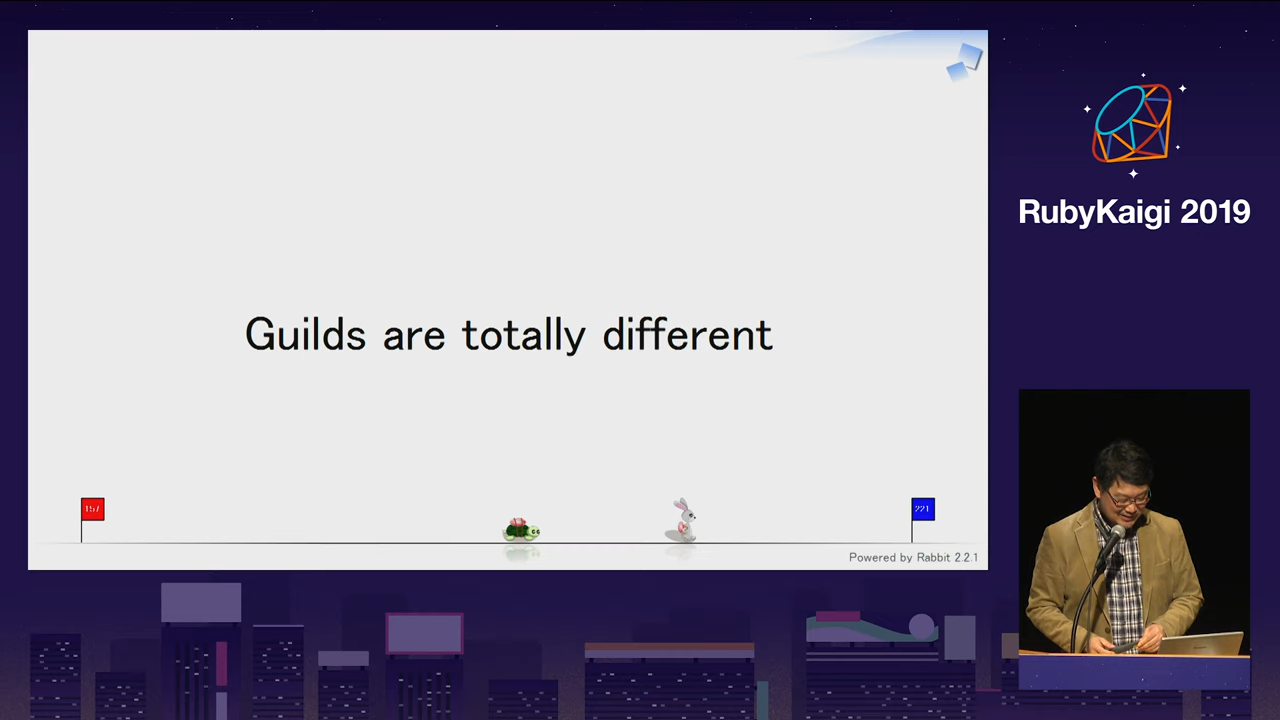 Guilds are totally different
157
221
Powered by Rabbit 2.2.1
RubyKaigi 2019